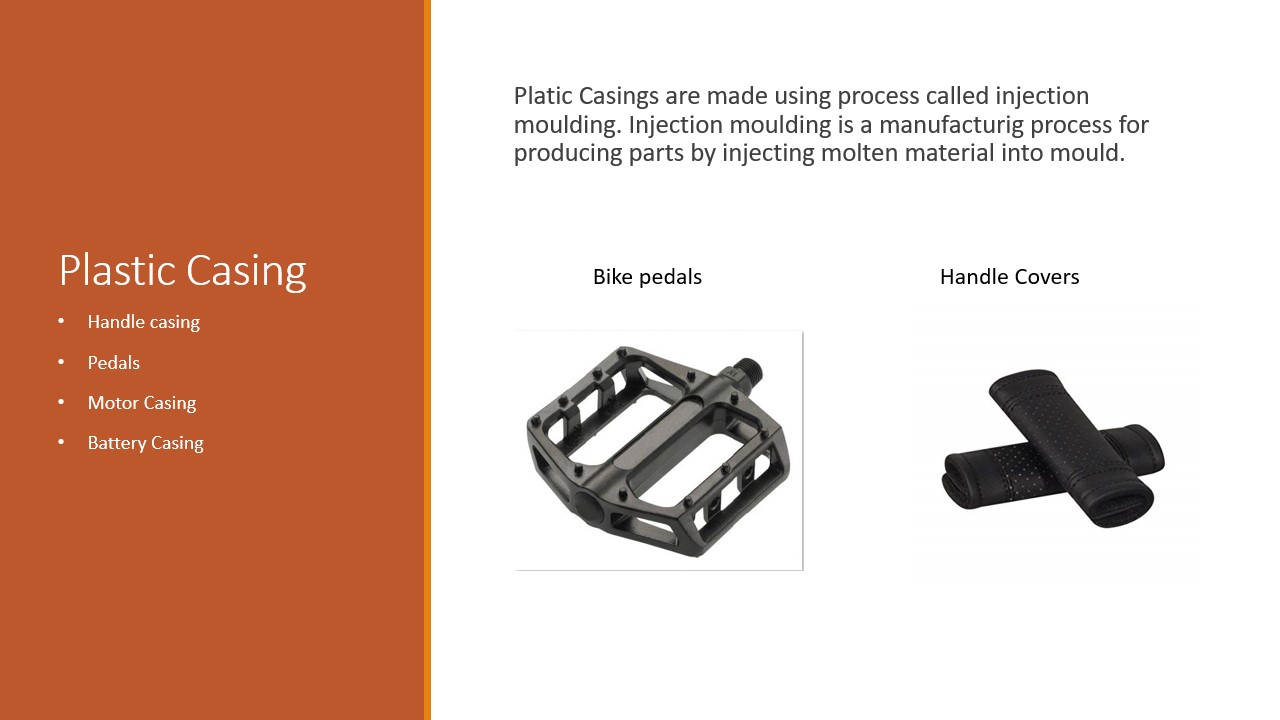 Plastic Casing
• Handle casing
• Pedals
• Motor Casing
• Battery Casing
Platic Casings are made using process called injection
moulding. Injection moulding is a manufacturig process for
producing parts by injecting molten material into mould.
Bike pedals
Handle Covers